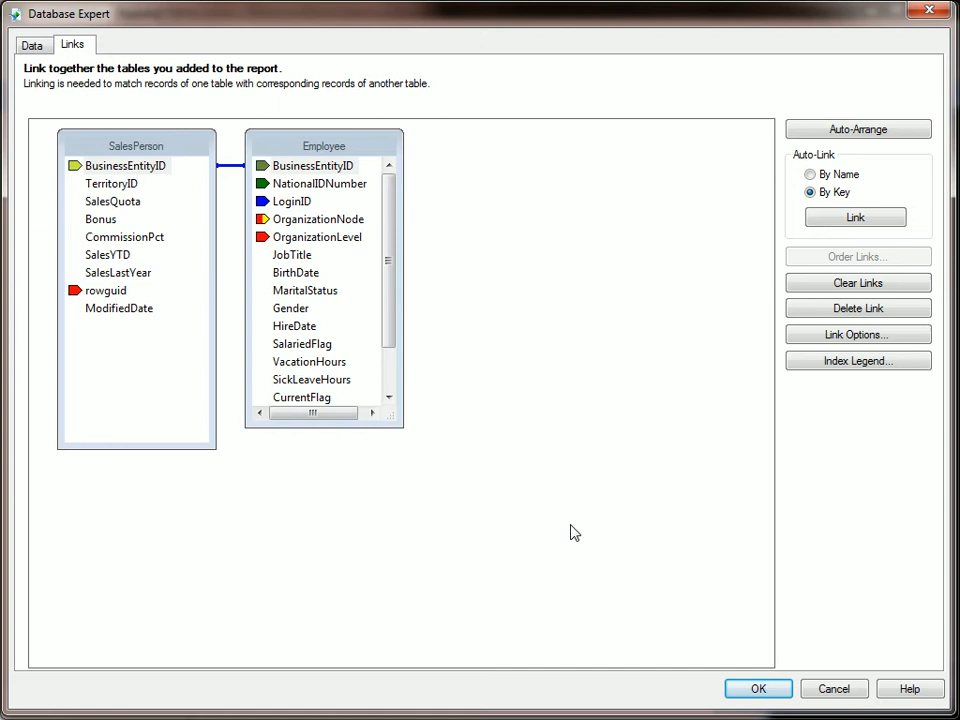 Database Expert
Data
Links
Link together the tables you added to the report.
Linking is needed to match records of one table with corresponding records of another table.
SalesPerson
BusinessEntityID
TerritoryID
SalesQuota
Bonus
CommissionPct
SalesYTD
SalesLastYear
rowguid
ModifiedDate
Employee
BusinessEntityID
NationalIDNumber
LoginID
OrganizationNode
OrganizationLevel
JobTitle
BirthDate
MaritalStatus
Gender
HireDate
SalariedFlag
VacationHours
SickLeaveHours
CurrentFlag
Auto-Arrange
Auto-Link
By Name
By Key
Link
Order Links...
Clear Links
Delete Link
Link Options...
Index Legend...
OK
Cancel
Help